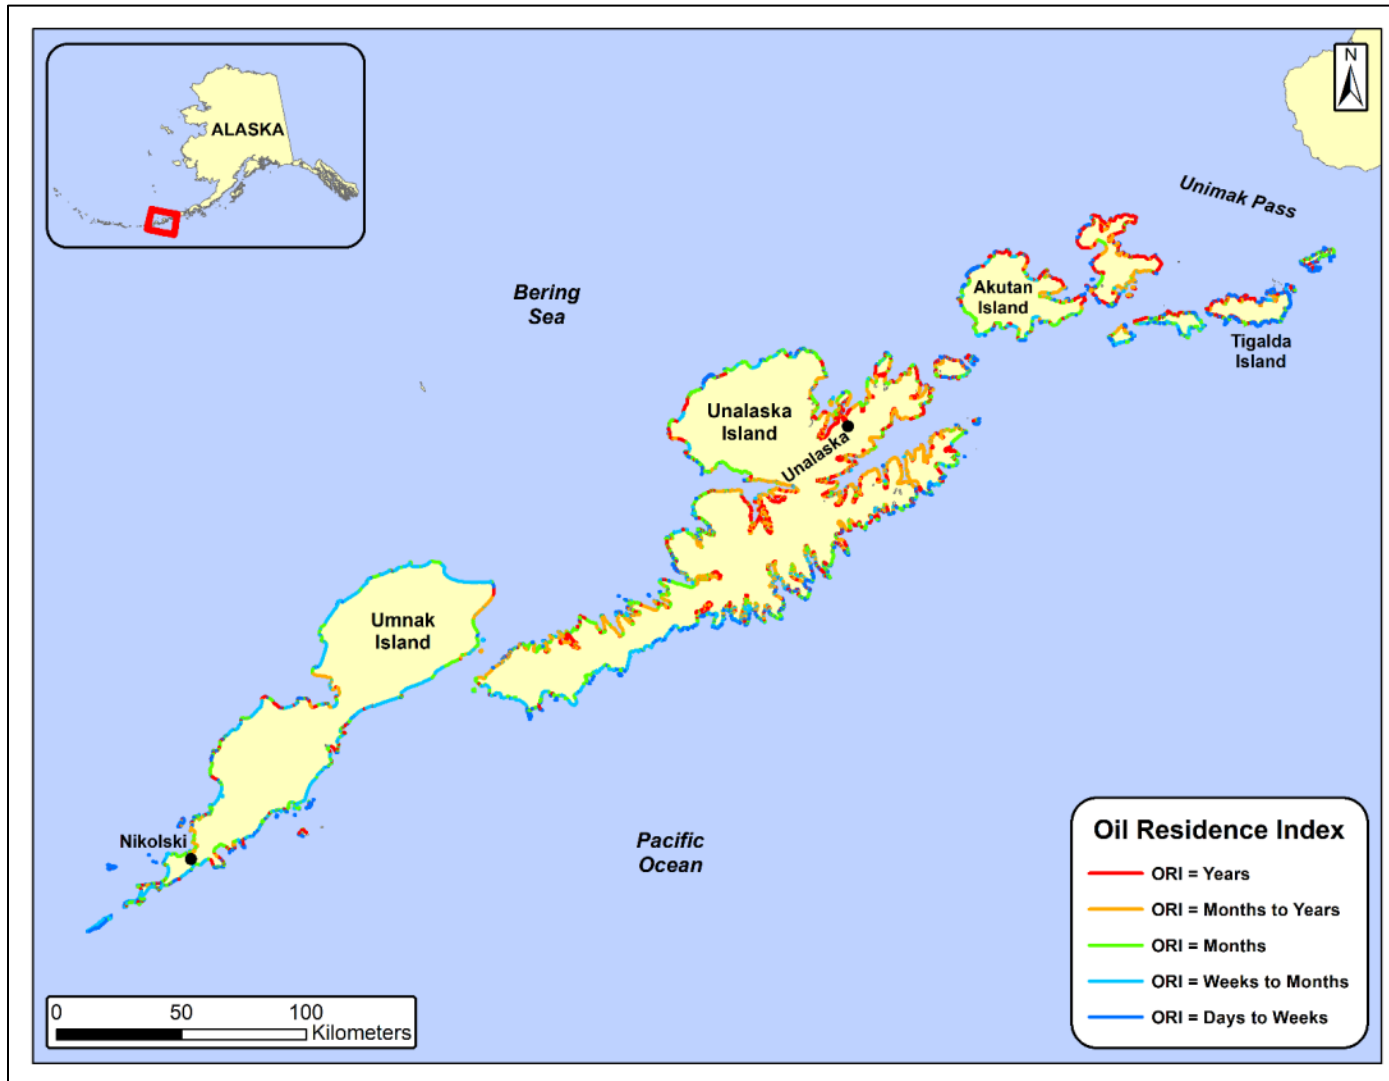 ALASKA
N
Unimak Pass
Bering
Sea
Akutan
Island
Tigalda
Island
Unalaska
Island
Unalaska
Umnak
Island
Nikolski
Pacific
Ocean
Oil Residence Index
ORI = Years
ORI = Months to Years
ORI = Months
ORI = Weeks to Months
ORI = Days to Weeks
0 50 100
Kilometers